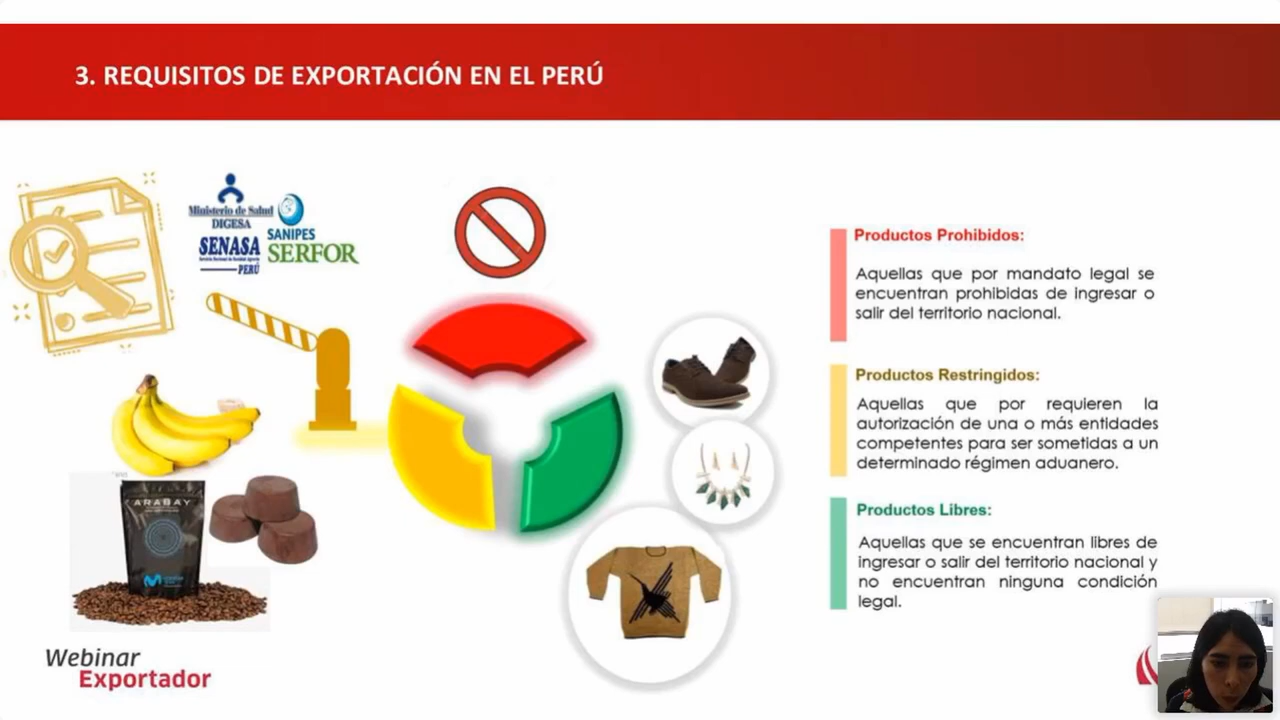 3. REQUISITOS DE EXPORTACIÓN EN EL PERÚ
Ministerio de Salud
DIGESA
SANIPES
SENASA
SERFOR
PERÚ
Productos Prohibidos:
Aquellas que por mandato legal se
encuentran prohibidas de ingresar o
salir del territorio nacional.
Productos Restringidos:
Aquellas que por requieren la
autorización de una o más entidades
competentes para ser sometidas a un
determinado régimen aduanero.
Productos Libres:
Aquellas que se encuentran libres de
ingresar o salir del territorio nacional y
no encuentran ninguna condición
legal.
ARABAY
Webinar
Exportador